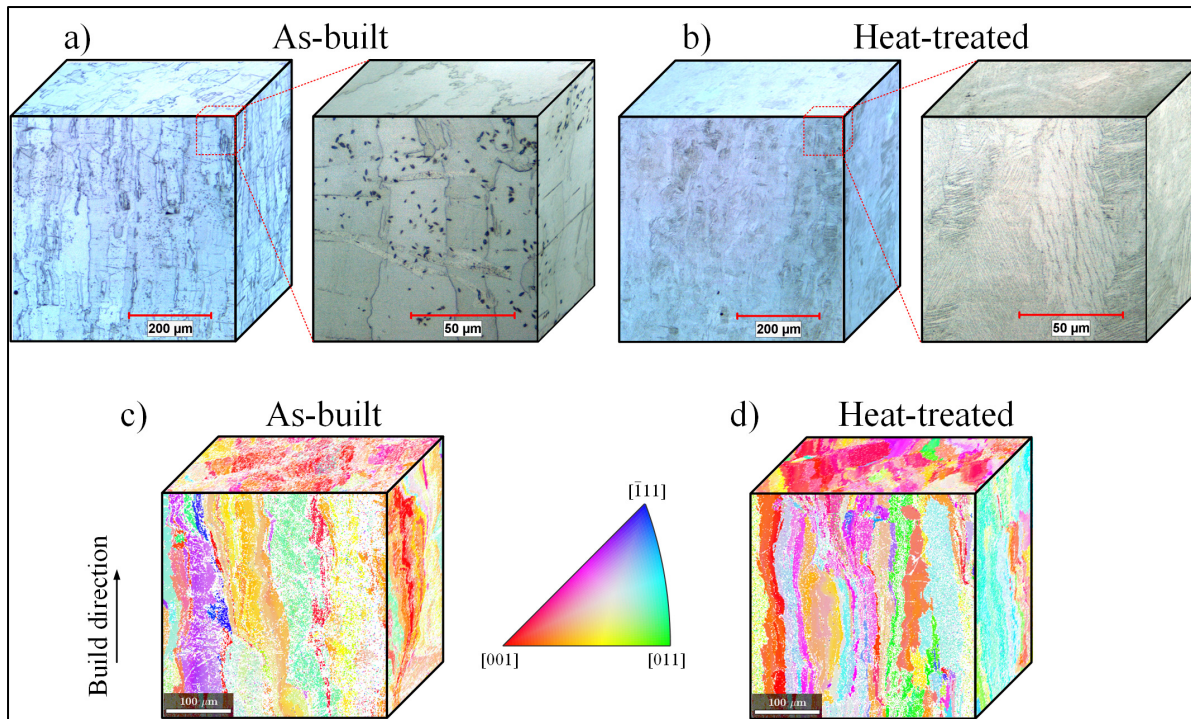 a) As-built
b) Heat-treated
200 μm
50 μm
200 μm
50 μm
c) As-built
d) Heat-treated
Build direction
[1̄11]
[001]
[011]
100 μm
100 μm